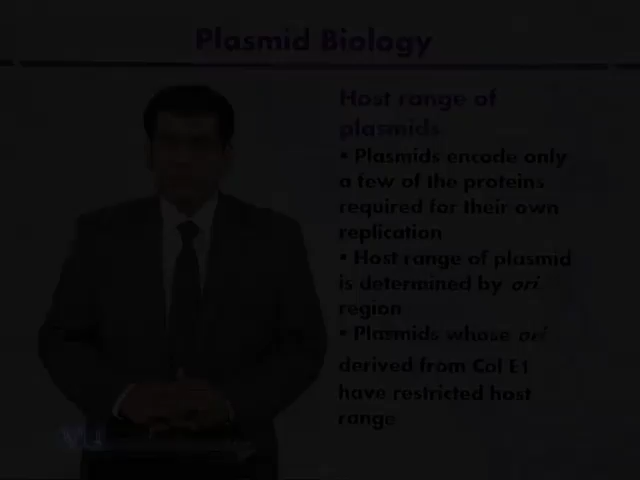 Plasmid Biology
Host range of
plasmids
• Plasmids encode only
a few of the proteins
required for their own
replication
• Host range of plasmid
is determined by ori
region
• Plasmids whose ori
derived from Col E1
have restricted host
range